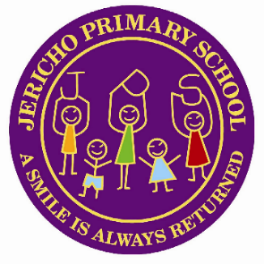 JERICHO PRIMARY SCHOOL
J P S
A SMILE IS ALWAYS RETURNED